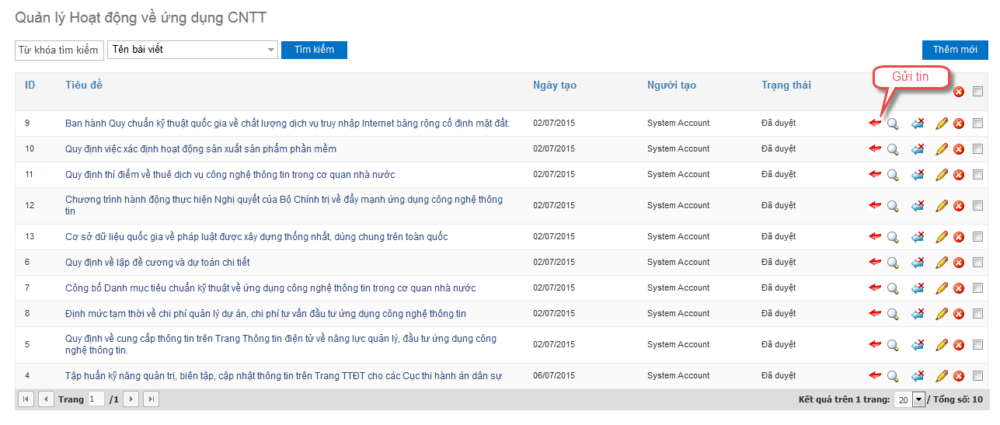 Quản lý Hoạt động về ứng dụng CNTT
Từ khóa tìm kiếm Tên bài viết Tìm kiếm Thêm mới
Gửi tin
ID Tiêu đề Ngày tạo Người tạo Trạng thái
9 Ban hành Quy chuẩn kỹ thuật quốc gia về chất lượng dịch vụ truy nhập Internet băng rộng cố định mặt đất. 02/07/2015 System Account Đã duyệt
10 Quy định việc xác định hoạt động sản xuất sản phẩm phần mềm 02/07/2015 System Account Đã duyệt
11 Quy định thí điểm về thuê dịch vụ công nghệ thông tin trong cơ quan nhà nước 02/07/2015 System Account Đã duyệt
12 Chương trình hành động thực hiện Nghị quyết của Bộ Chính trị về đẩy mạnh ứng dụng công nghệ thông 02/07/2015 System Account Đã duyệt
tin
13 Cơ sở dữ liệu quốc gia về pháp luật được xây dựng thống nhất, dùng chung trên toàn quốc 02/07/2015 System Account Đã duyệt
6 Quy định về lập đề cương và dự toán chi tiết 02/07/2015 System Account Đã duyệt
7 Công bố Danh mục tiêu chuẩn kỹ thuật về ứng dụng công nghệ thông tin trong cơ quan nhà nước 02/07/2015 System Account Đã duyệt
8 Định mức tạm thời về chi phí quản lý dự án, chi phí tư vấn đầu tư ứng dụng công nghệ thông tin 02/07/2015 System Account Đã duyệt
5 Quy định về cung cấp thông tin trên Trang Thông tin điện tử về năng lực quản lý, đầu tư ứng dụng công 02/07/2015 System Account Đã duyệt
nghệ thông tin.
4 Tập huấn kỹ năng quản trị, biên tập, cập nhật thông tin trên Trang TTĐT cho các Cục thi hành án dân sự 06/07/2015 System Account Đã duyệt
Trang 1 /1 Kết quả trên 1 trang: 20 / Tổng số: 10